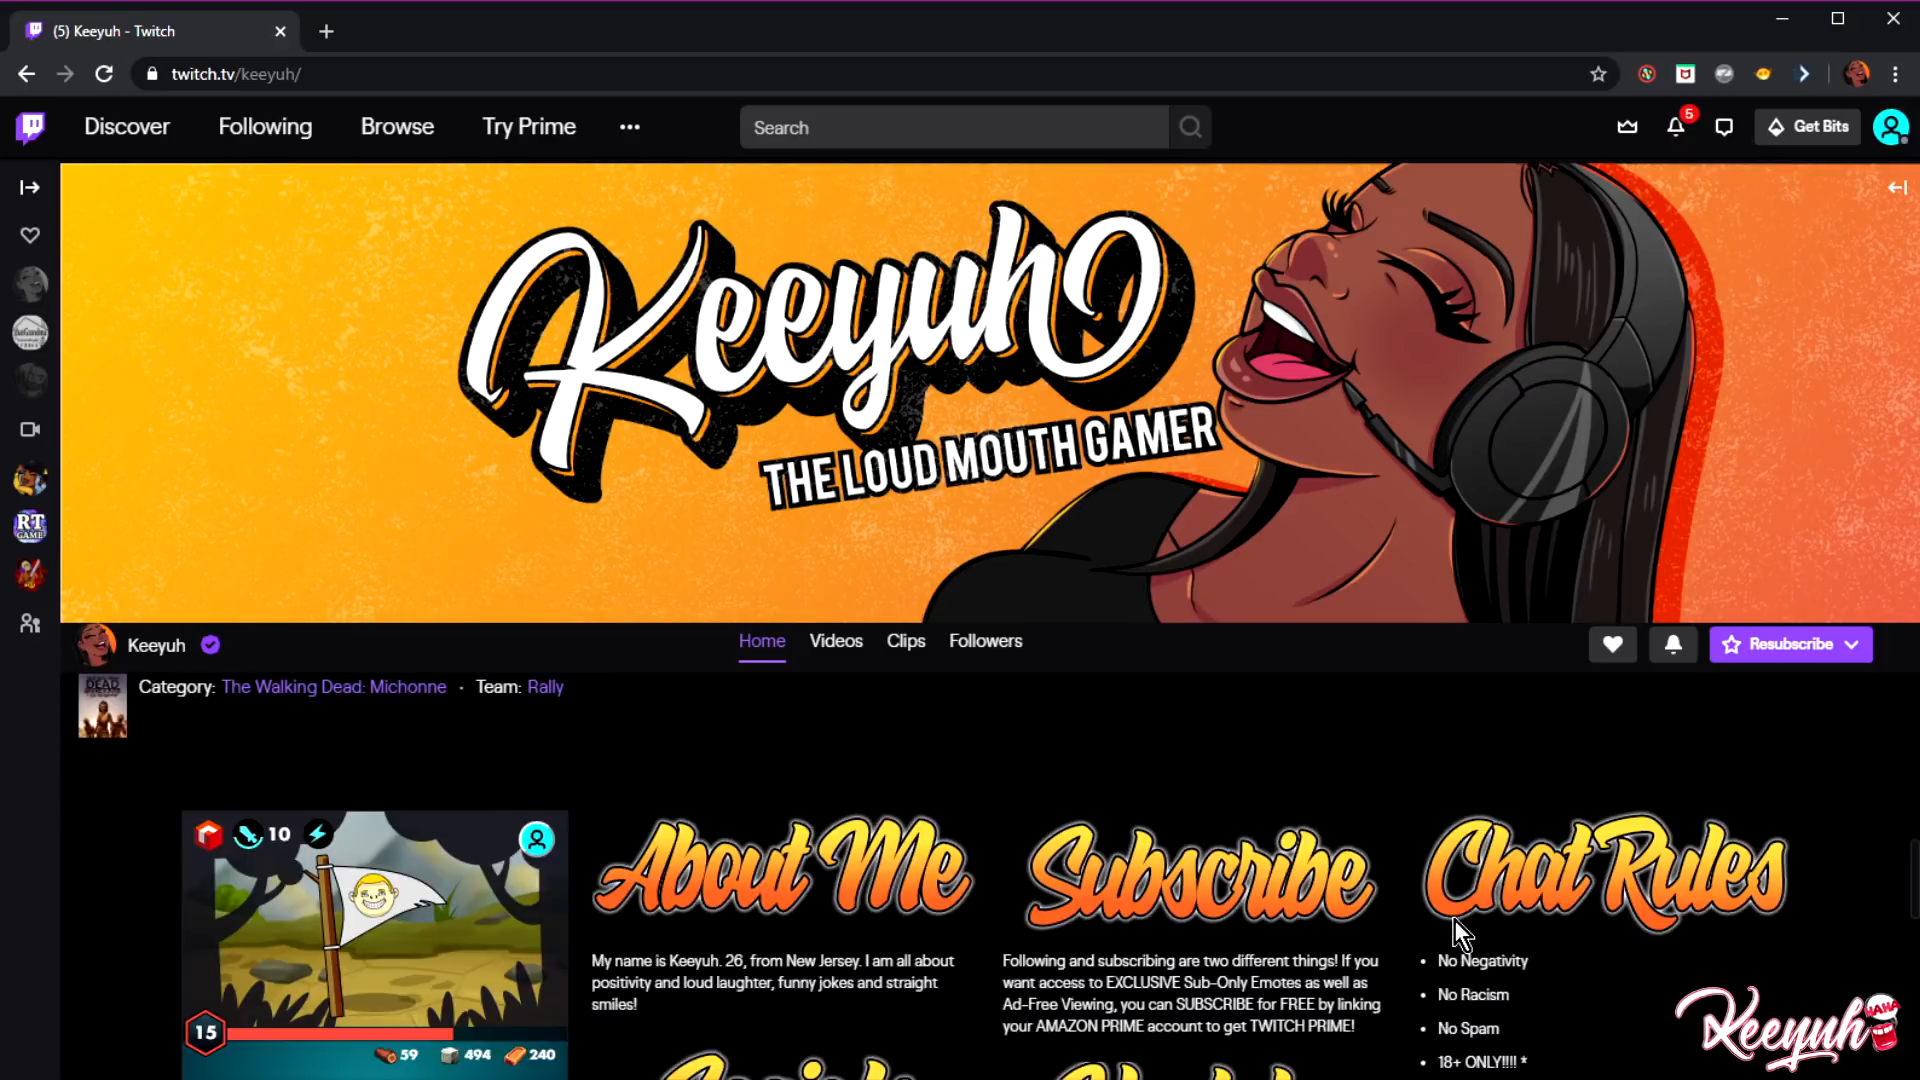 (5) Keeyuh - Twitch
twitch.tv/keeyuh/
Discover Following Browse Try Prime
Search
5
Get Bits
Keeyuh
THE LOUD MOUTH GAMER
RT
GAME
Keeyuh
Home Videos Clips Followers
Resubscribe
DEAD
Category: The Walking Dead: Michonne · Team: Rally
10
15
59 494 240
About Me
My name is Keeyuh. 26, from New Jersey. I am all about
positivity and loud laughter, funny jokes and straight
smiles!
Subscribe
Following and subscribing are two different things! If you
want access to EXCLUSIVE Sub-Only Emotes as well as
Ad-Free Viewing, you can SUBSCRIBE for FREE by linking
your AMAZON PRIME account to get TWITCH PRIME!
Chat Rules
• No Negativity
• No Racism
• No Spam
• 18+ ONLY!!!! *
Keeyuh
HAHA